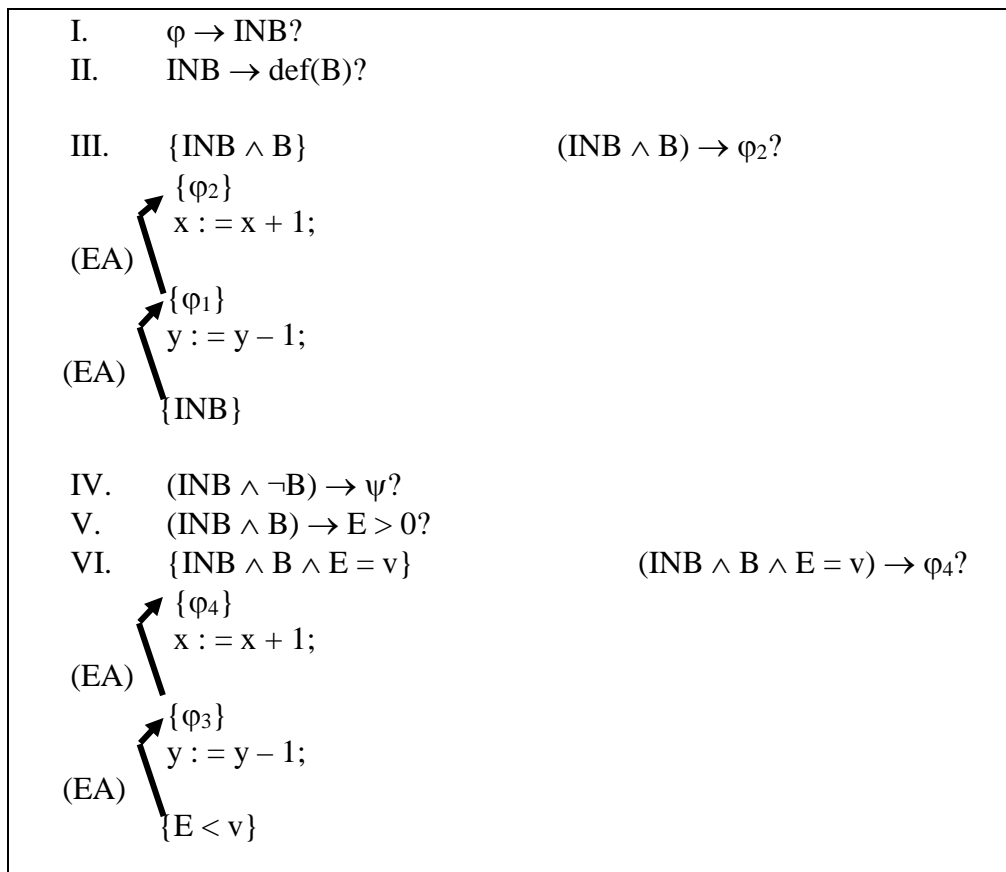 I. φ → INB?
II. INB → def(B)?
III. {INB ∧ B} (INB ∧ B) → φ₂?
{φ₂}
x : = x + 1;
(EA)
{φ₁}
y : = y – 1;
(EA)
{INB}
IV. (INB ∧ ¬B) → ψ?
V. (INB ∧ B) → E > 0?
VI. {INB ∧ B ∧ E = v} (INB ∧ B ∧ E = v) → φ₄?
{φ₄}
x : = x + 1;
(EA)
{φ₃}
y : = y – 1;
(EA)
{E < v}